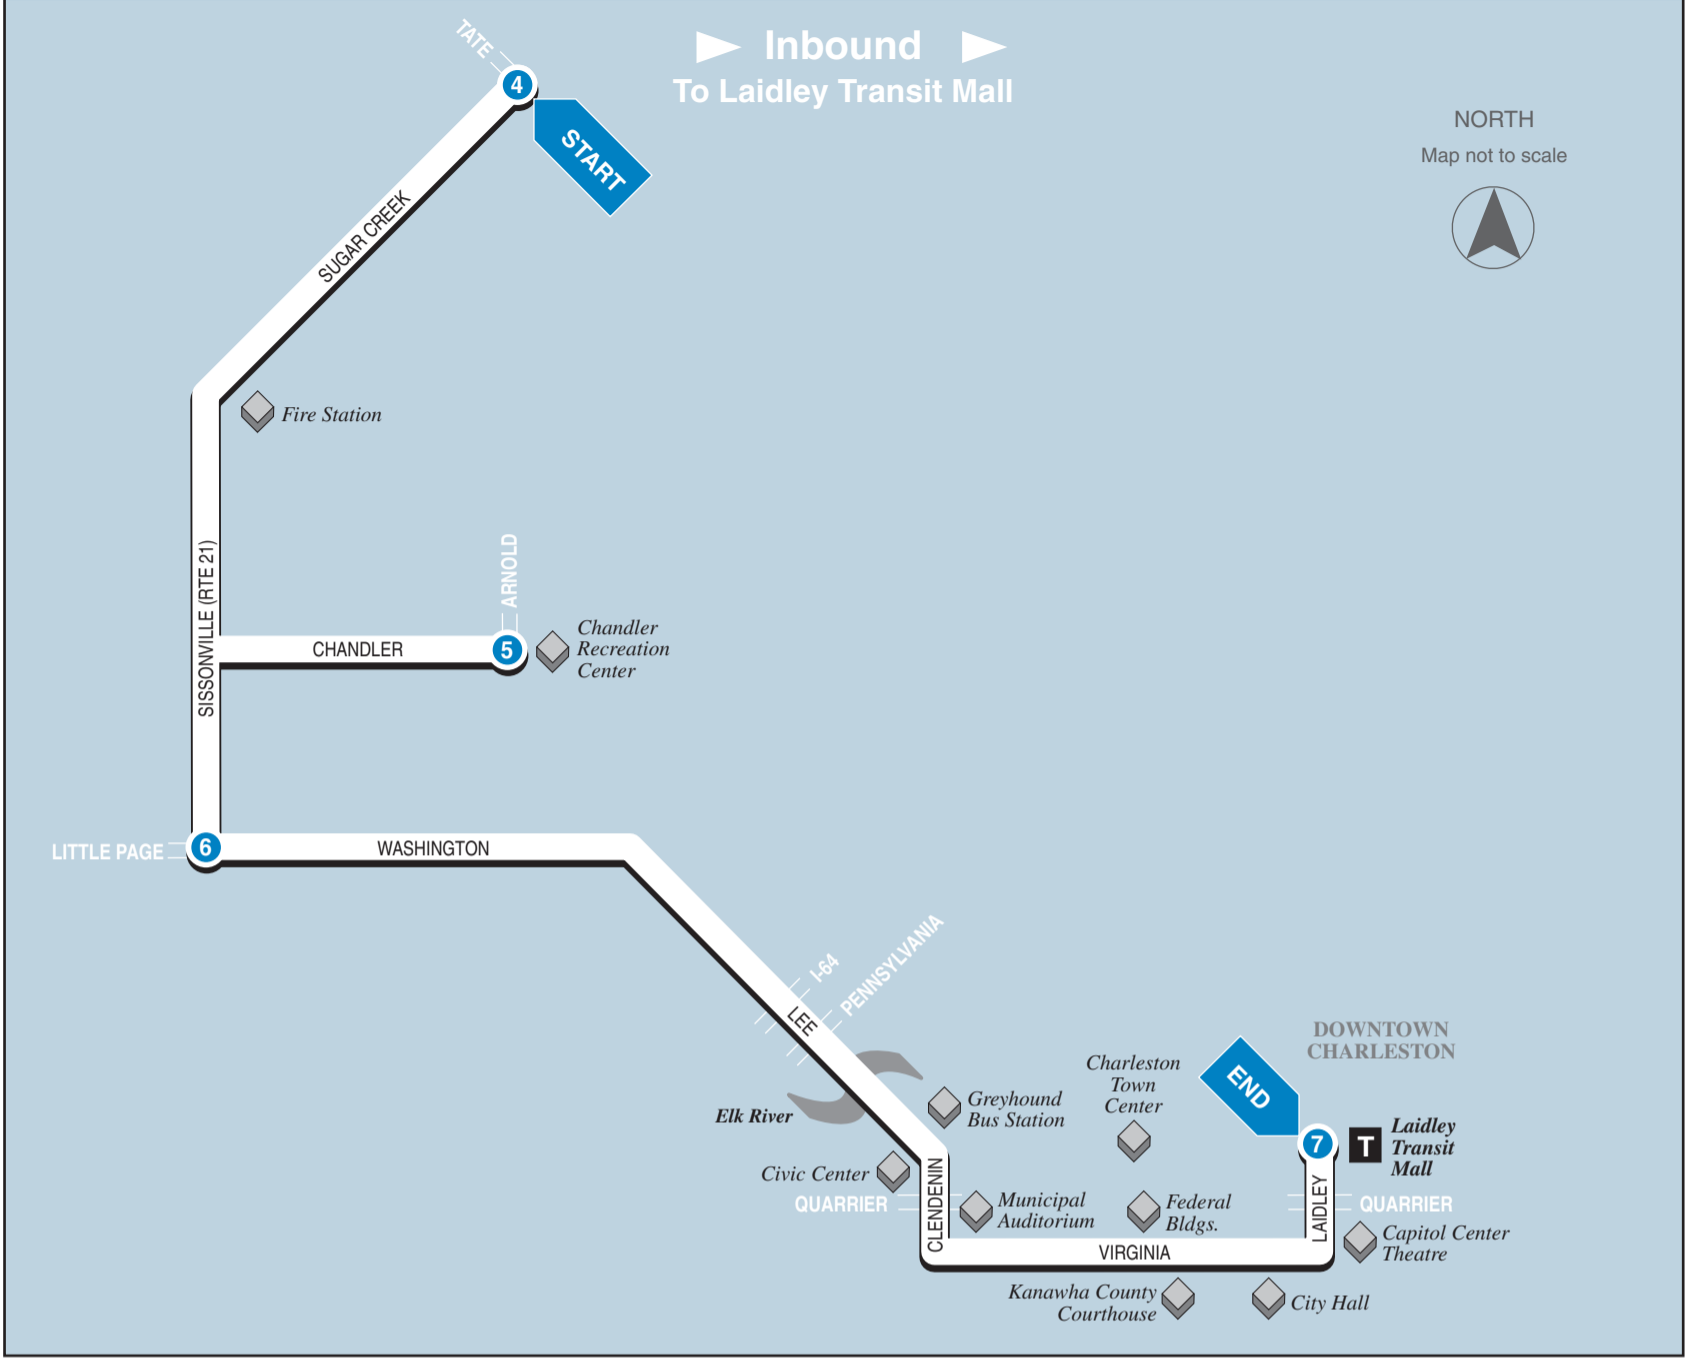 Inbound
To Laidley Transit Mall
TATE
4
START
NORTH
Map not to scale
SUGAR CREEK
Fire Station
SISSONVILLE (RTE 21)
ARNOLD
CHANDLER
5
Chandler
Recreation
Center
LITTLE PAGE
6
WASHINGTON
I-64
PENNSYLVANIA
LEE
Elk River
Greyhound
Bus Station
Charleston
Town
Center
END
DOWNTOWN
CHARLESTON
7
T
Laidley
Transit
Mall
Civic Center
QUARRIER
CLENDENIN
Municipal
Auditorium
Federal
Bldgs.
LAIDLEY
QUARRIER
Capitol Center
Theatre
VIRGINIA
Kanawha County
Courthouse
City Hall